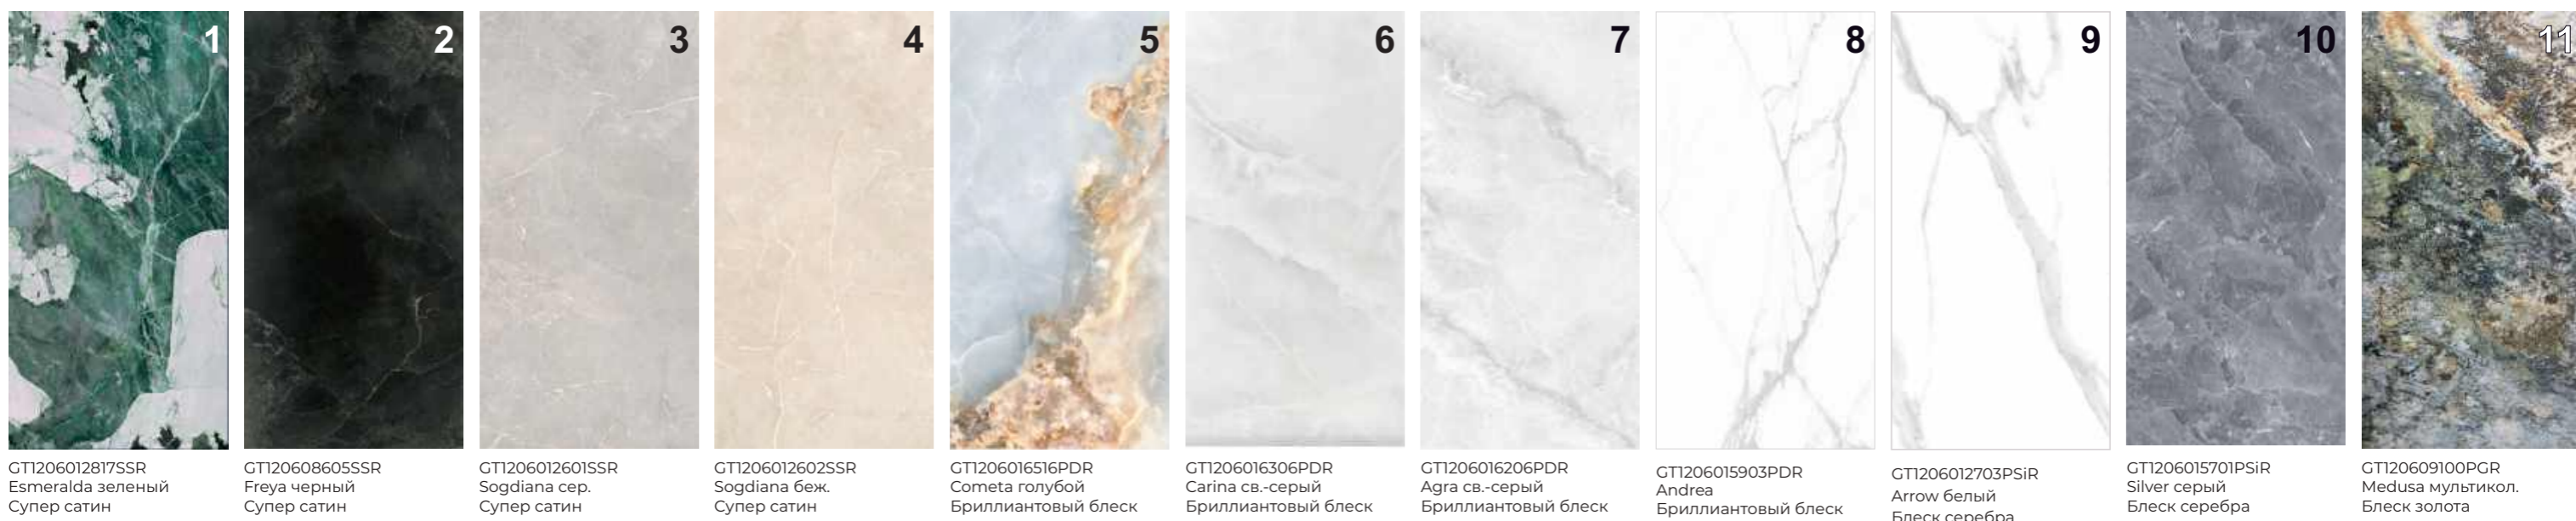 1
2
3
4
5
6
7
8
9
10
11
GT1206012817SSR
Esmeralda зеленый
Супер сатин
GT120608605SSR
Freya черный
Супер сатин
GT1206012601SSR
Sogdiana сер.
Супер сатин
GT1206012602SSR
Sogdiana беж.
Супер сатин
GT1206016516PDR
Cometa голубой
Бриллиантовый блеск
GT1206016306PDR
Carina св.-серый
Бриллиантовый блеск
GT1206016206PDR
Agra св.-серый
Бриллиантовый блеск
GT1206015903PDR
Andrea
Бриллиантовый блеск
GT1206012703PSiR
Arrow белый
Блеск серебра
GT1206015701PSiR
Silver серый
Блеск серебра
GT120609100PGR
Medusa мультикол.
Блеск золота